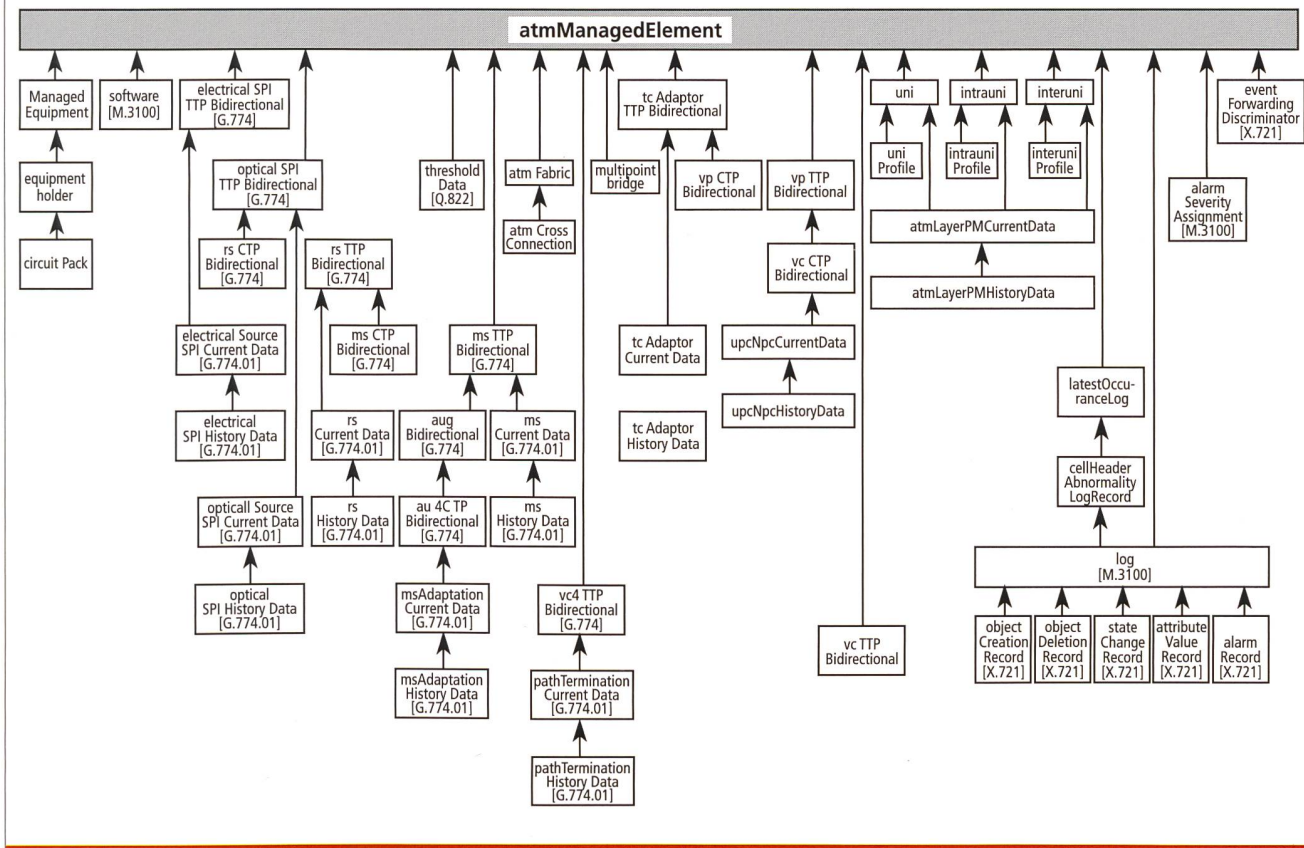 atmManagedElement
Managed
Equipment
software
[M.3100]
electrical SPI
TTP Bidirectional
[G.774]
tc Adaptor
TTP Bidirectional
uni
intrauni
interuni
event
Forwarding
Discriminator
[X.721]
equipment
holder
optical SPI
TTP Bidirectional
[G.774]
threshold
Data
[Q.822]
atm Fabric
multipoint
bridge
vp CTP
Bidirectional
vp TTP
Bidirectional
uni
Profile
intrauni
Profile
interuni
Profile
alarm
Severity
Assignment
[M.3100]
circuit Pack
rs CTP
Bidirectional
[G.774]
rs TTP
Bidirectional
[G.774]
atm Cross
Connection
vc CTP
Bidirectional
atmLayerPMCurrentData
atmLayerPMHistoryData
electrical Source
SPI Current Data
[G.774.01]
ms CTP
Bidirectional
[G.774]
ms TTP
Bidirectional
[G.774]
tc Adaptor
Current Data
upcNpcCurrentData
latestOccu-
ranceLog
electrical
SPI History Data
[G.774.01]
rs
Current Data
[G.774.01]
aug
Bidirectional
[G.774]
ms
Current Data
[G.774.01]
tc Adaptor
History Data
upcNpcHistoryData
cellHeader
Abnormality
LogRecord
opticall Source
SPI Current Data
[G.774.01]
rs
History Data
[G.774.01]
au 4C TP
Bidirectional
[G.774]
ms
History Data
[G.774.01]
log
[M.3100]
optical
SPI History Data
[G.774.01]
msAdaptation
Current Data
[G.774.01]
vc4 TTP
Bidirectional
[G.774]
vc TTP
Bidirectional
object
Creation
Record
[X.721]
object
Deletion
Record
[X.721]
state
Change
Record
[X.721]
attribute
Value
Record
[X.721]
alarm
Record
[X.721]
msAdaptation
History Data
[G.774.01]
pathTermination
Current Data
[G.774.01]
pathTermination
History Data
[G.774.01]